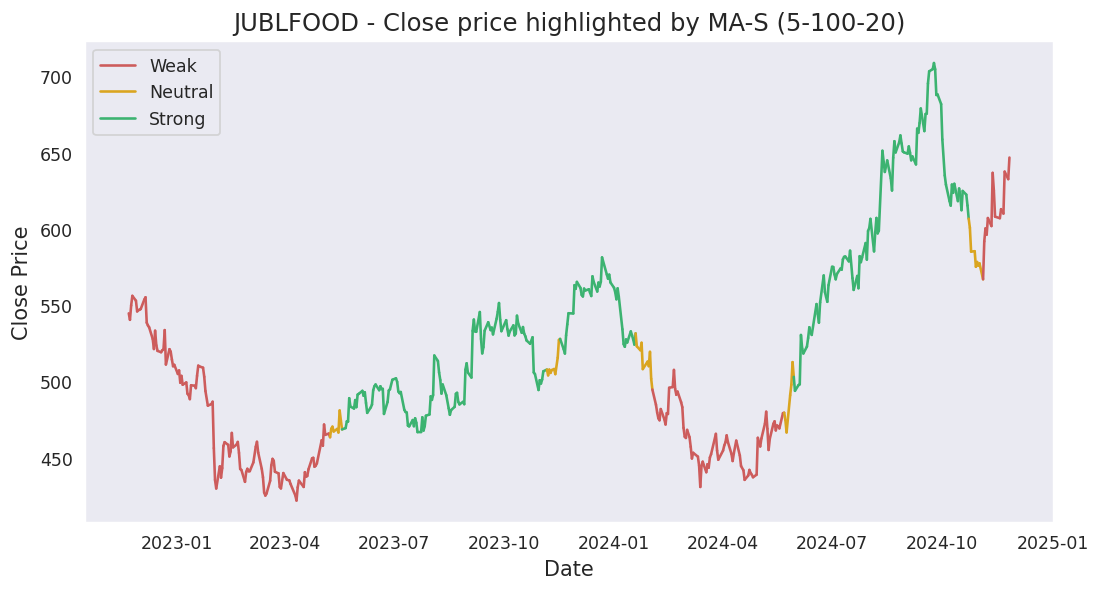 JUBLFOOD - Close price highlighted by MA-S (5-100-20)
Weak
Neutral
Strong
700
650
600
550
500
450
Close Price
2023-01 2023-04 2023-07 2023-10 2024-01 2024-04 2024-07 2024-10 2025-01
Date